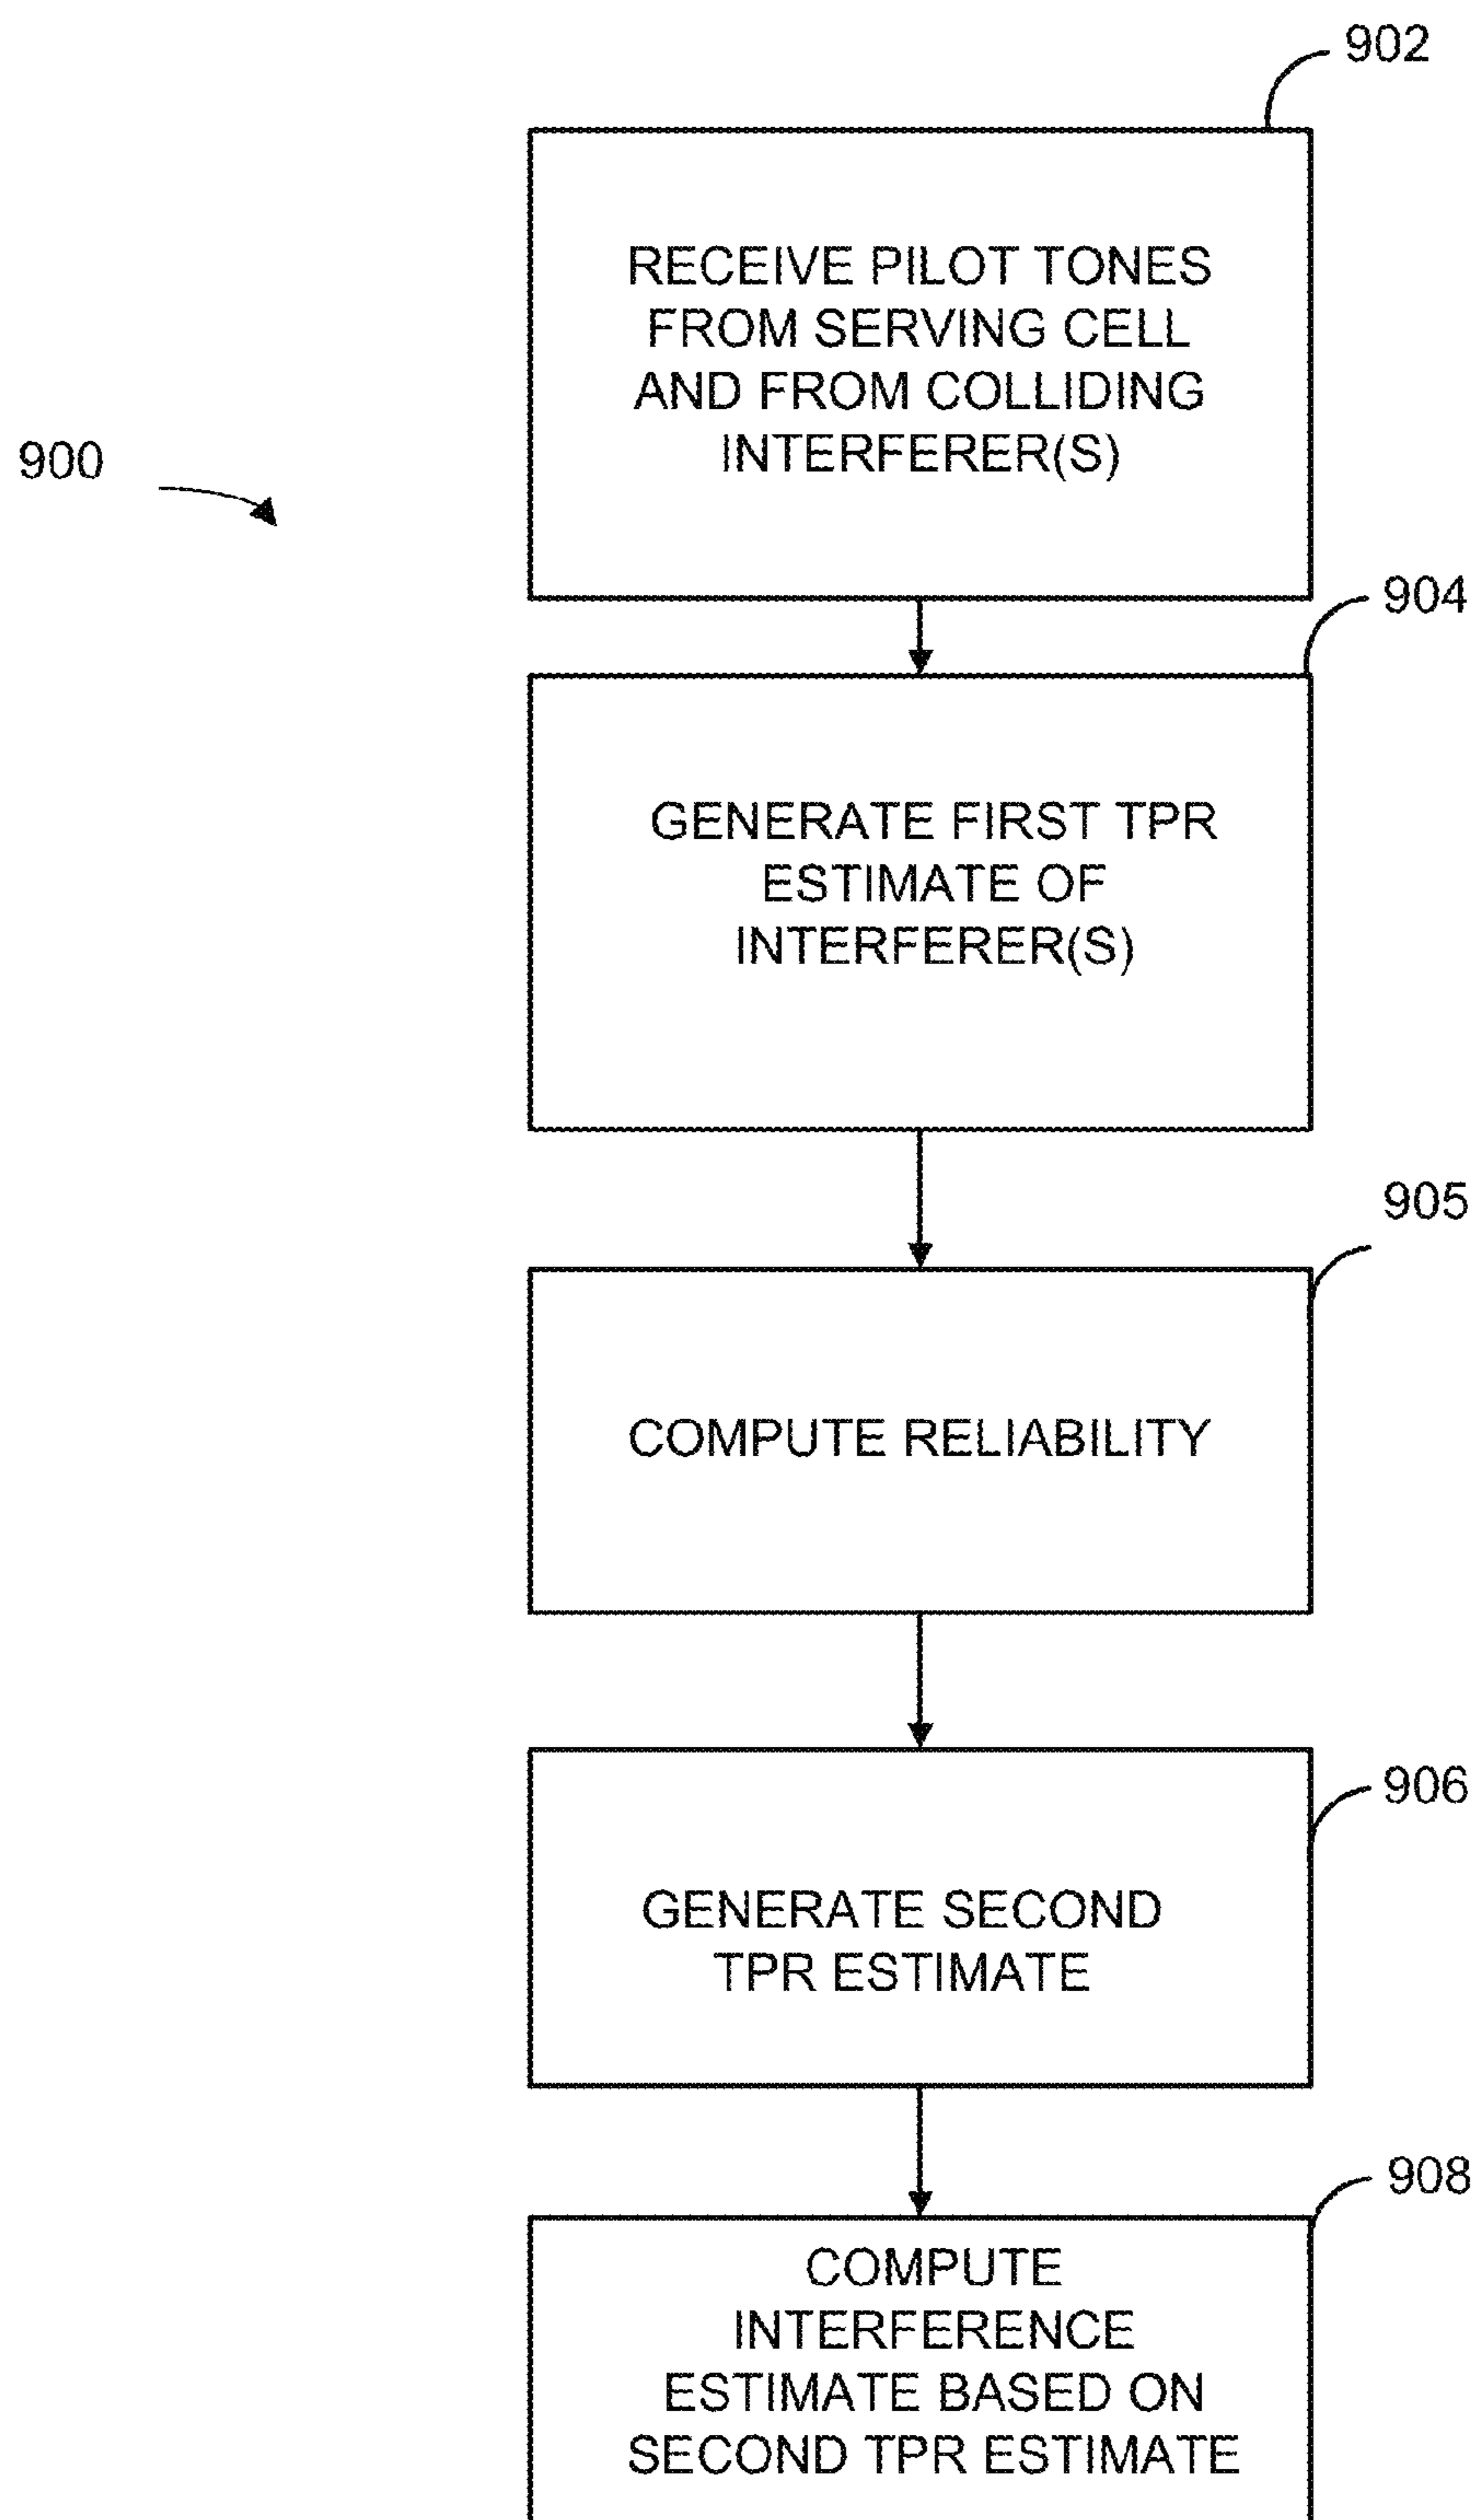 902
RECEIVE PILOT TONES
FROM SERVING CELL
AND FROM COLLIDING
INTERFERER(S)
900
904
GENERATE FIRST TPR
ESTIMATE OF
INTERFERER(S)
905
COMPUTE RELIABILITY
906
GENERATE SECOND
TPR ESTIMATE
908
COMPUTE
INTERFERENCE
ESTIMATE BASED ON
SECOND TPR ESTIMATE